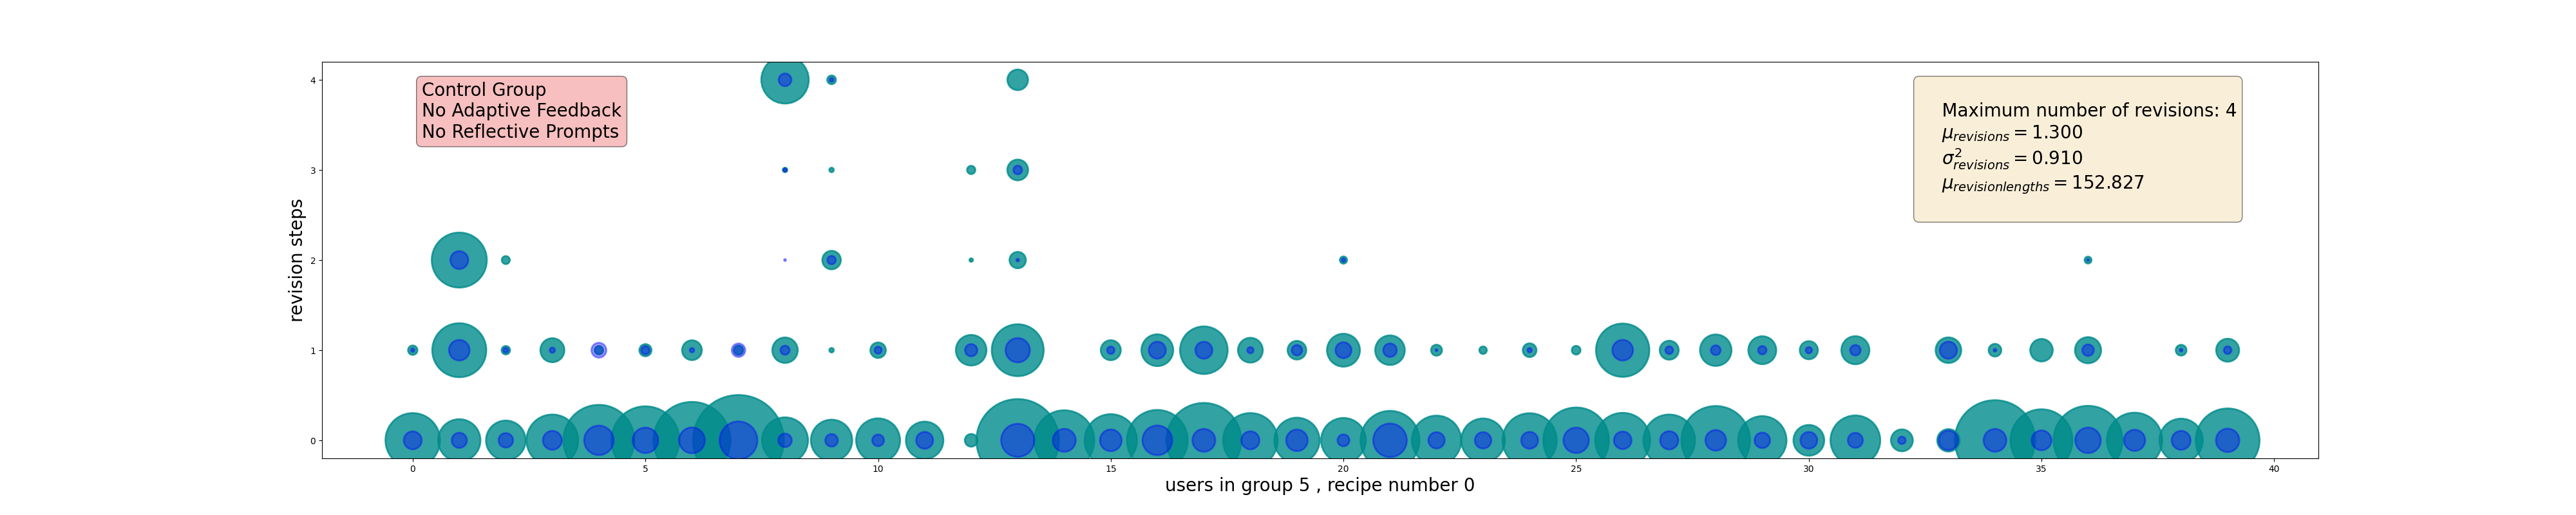 Control Group
No Adaptive Feedback
No Reflective Prompts
Maximum number of revisions: 4
μrevisions = 1.300
σ²revisions = 0.910
μrevisionlengths = 152.827
revision steps
4
3
2
1
0
0 5 10 15 20 25 30 35 40
users in group 5 , recipe number 0